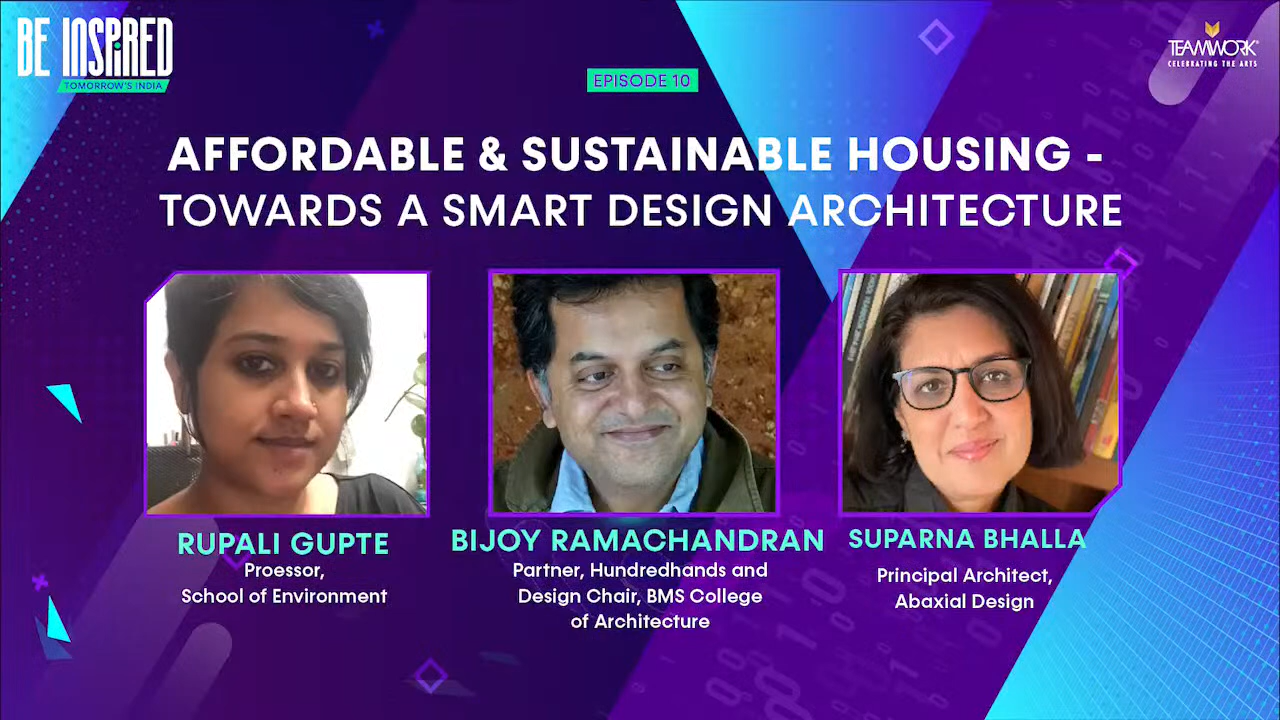 BE INSPIRED
TOMORROW'S INDIA
TEAMWORK
CELEBRATING THE ARTS
EPISODE 10
AFFORDABLE & SUSTAINABLE HOUSING -
TOWARDS A SMART DESIGN ARCHITECTURE
RUPALI GUPTE
Proessor,
School of Environment
BIJOY RAMACHANDRAN
Partner, Hundredhands and
Design Chair, BMS College
of Architecture
SUPARNA BHALLA
Principal Architect,
Abaxial Design